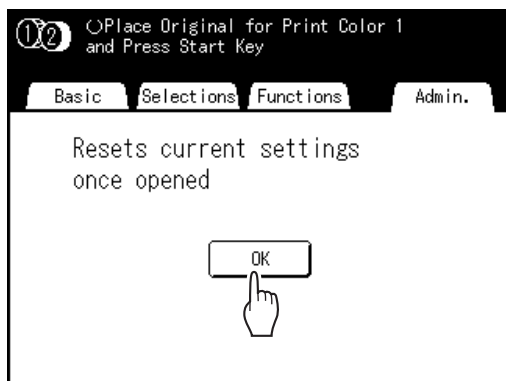 ①② Place Original for Print Color 1
and Press Start Key
Basic Selections Functions Admin.
Resets current settings
once opened
OK